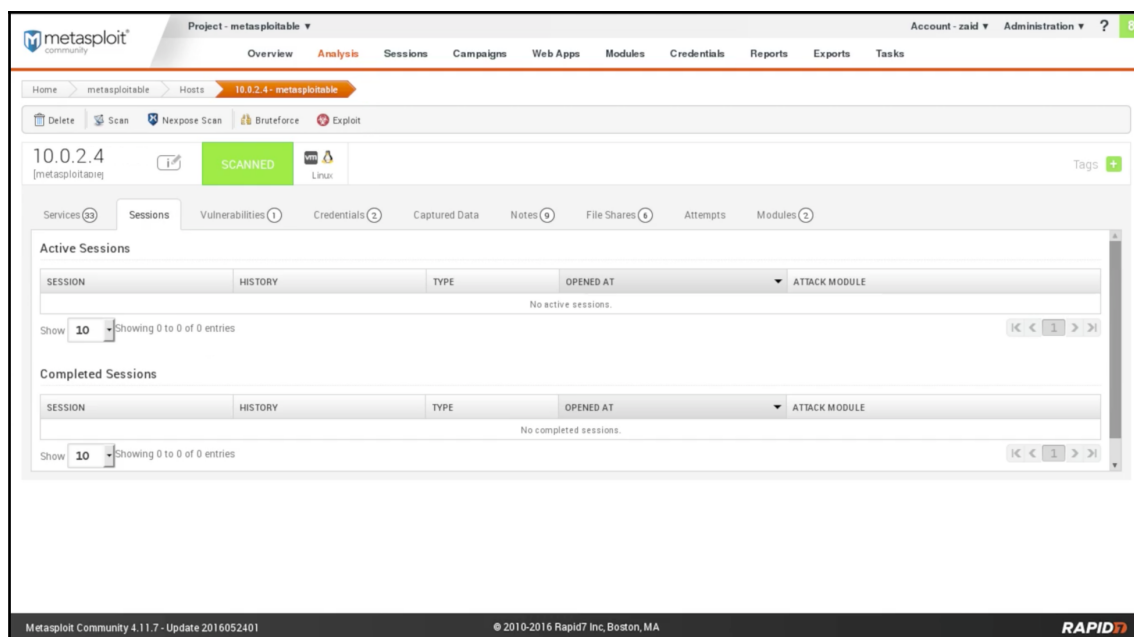 metasploit®
community
Project - metasploitable ▼
Account - zaid ▼ Administration ▼ ? 8
Overview Analysis Sessions Campaigns Web Apps Modules Credentials Reports Exports Tasks
Home metasploitable Hosts 10.0.2.4 - metasploitable
Delete Scan Nexpose Scan Bruteforce Exploit
10.0.2.4
[metasploitable]
SCANNED
vm
Linux
Tags +
Services 33 Sessions Vulnerabilities 1 Credentials 2 Captured Data Notes 9 File Shares 6 Attempts Modules 2
Active Sessions
SESSION HISTORY TYPE OPENED AT ATTACK MODULE
No active sessions.
Show 10 Showing 0 to 0 of 0 entries 1
Completed Sessions
SESSION HISTORY TYPE OPENED AT ATTACK MODULE
No completed sessions.
Show 10 Showing 0 to 0 of 0 entries 1
Metasploit Community 4.11.7 - Update 2016052401 © 2010-2016 Rapid7 Inc, Boston, MA RAPID7